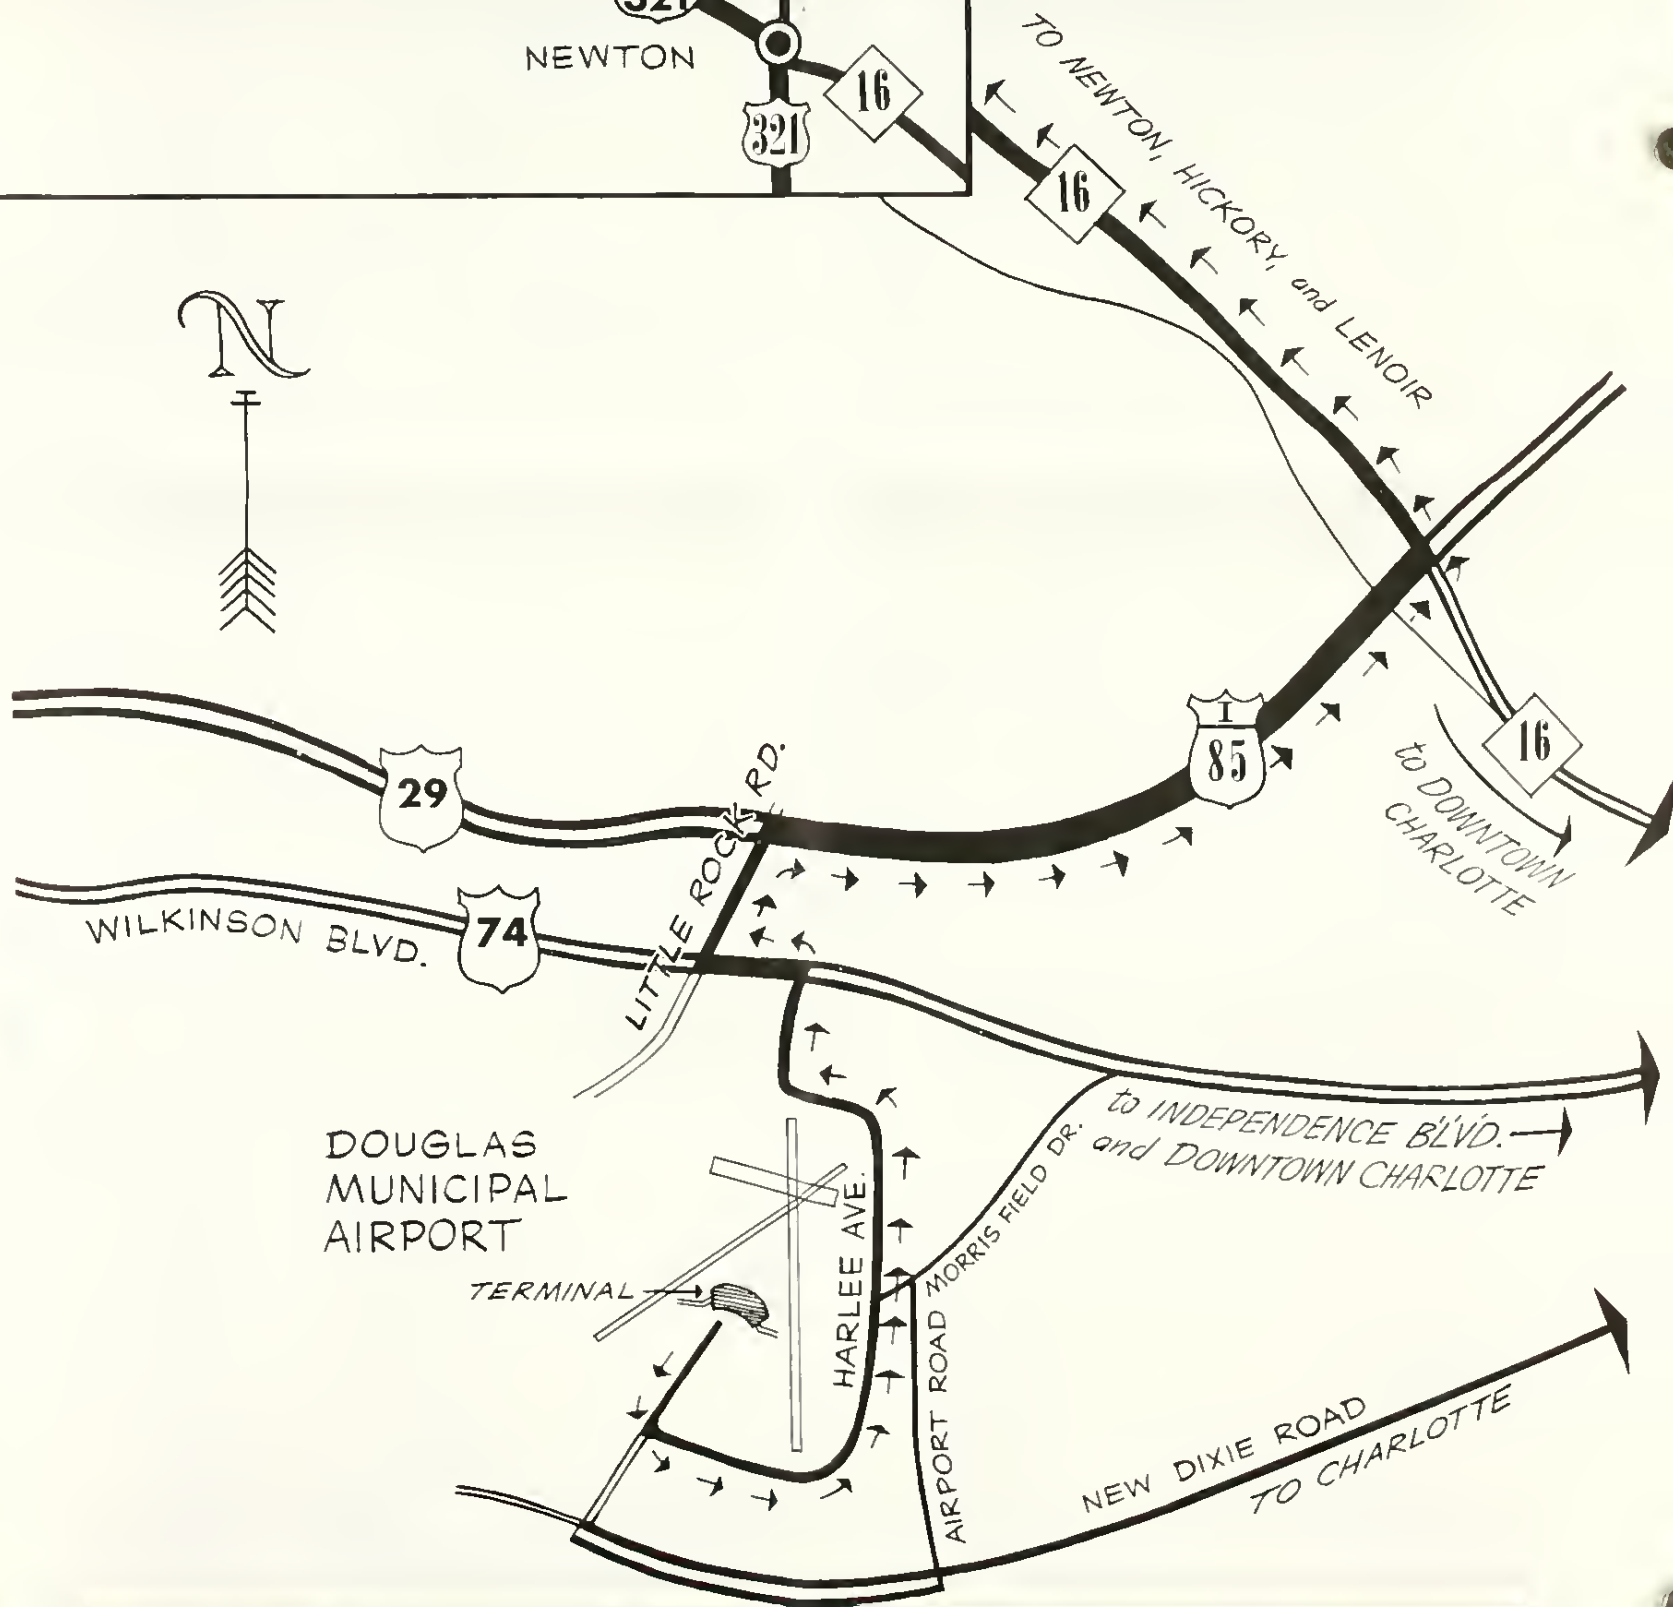 321
NEWTON
16
321
TO NEWTON, HICKORY, and LENOIR
16
N
I
85
16
to DOWNTOWN
CHARLOTTE
29
LITTLE ROCK RD.
WILKINSON BLVD.
74
to INDEPENDENCE BLVD.
and DOWNTOWN CHARLOTTE
DOUGLAS
MUNICIPAL
AIRPORT
TERMINAL
HARLEE AVE.
MORRIS FIELD DR.
AIRPORT ROAD
NEW DIXIE ROAD
TO CHARLOTTE